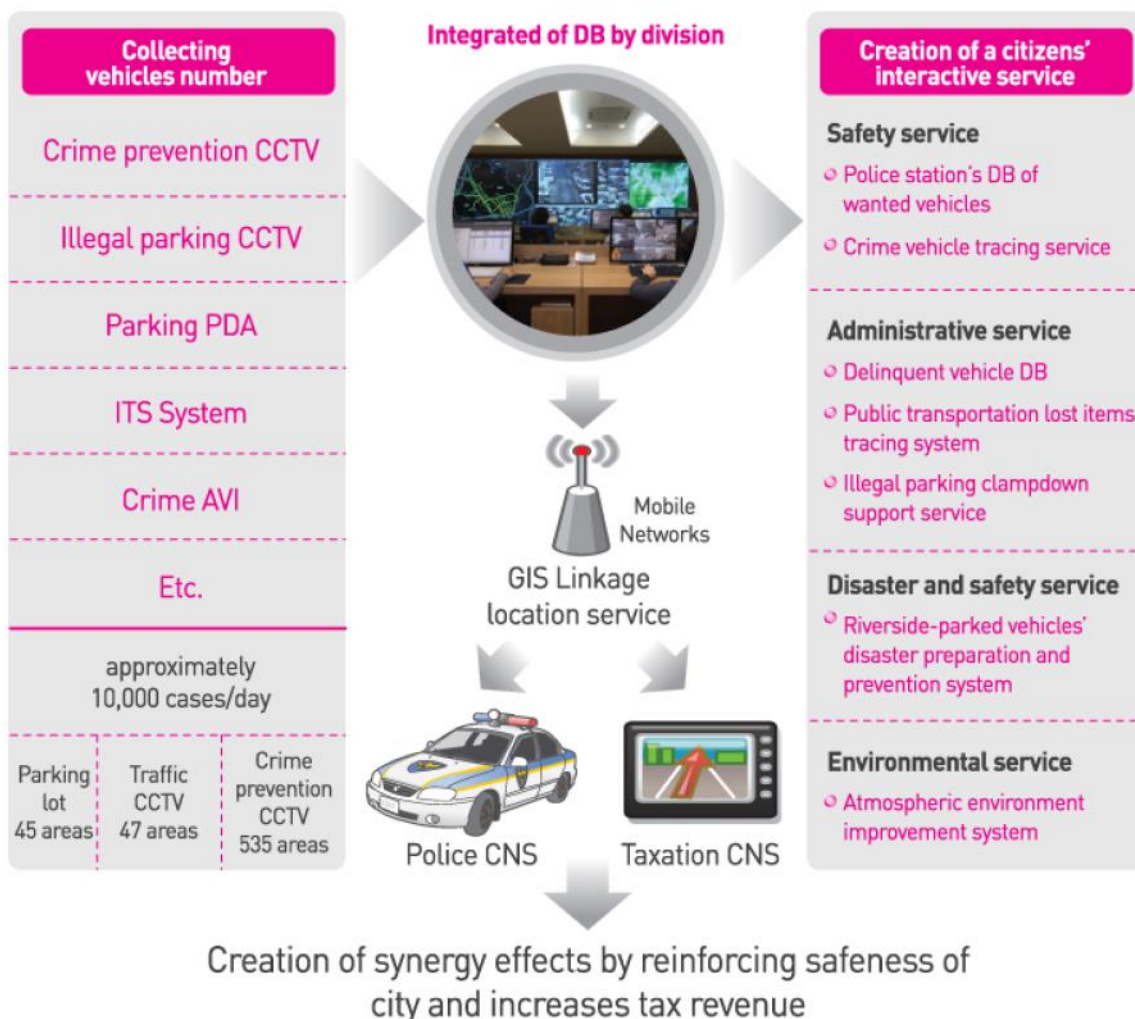 Collecting
vehicles number
Crime prevention CCTV
Illegal parking CCTV
Parking PDA
ITS System
Crime AVI
Etc.
approximately
10,000 cases/day
Parking
lot
45 areas
Traffic
CCTV
47 areas
Crime
prevention
CCTV
535 areas
Integrated of DB by division
Mobile
Networks
GIS Linkage
location service
Police CNS
Taxation CNS
Creation of a citizens'
interactive service
Safety service
Police station's DB of
wanted vehicles
Crime vehicle tracing service
Administrative service
Delinquent vehicle DB
Public transportation lost items
tracing system
Illegal parking clampdown
support service
Disaster and safety service
Riverside-parked vehicles'
disaster preparation and
prevention system
Environmental service
Atmospheric environment
improvement system
Creation of synergy effects by reinforcing safeness of
city and increases tax revenue